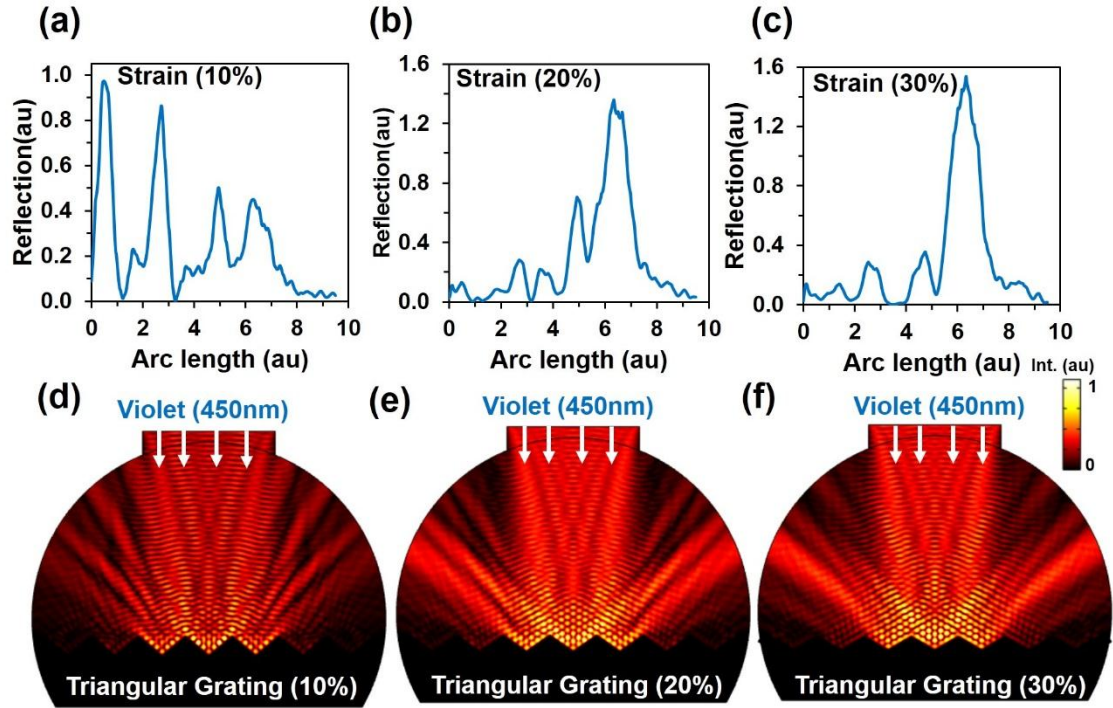 (a)
Strain (10%)
Reflection(au)
1.0
0.8
0.6
0.4
0.2
0.0
0 2 4 6 8 10
Arc length (au)
(b)
Strain (20%)
Reflection(au)
1.6
1.2
0.8
0.4
0.0
0 2 4 6 8 10
Arc length (au)
(c)
Strain (30%)
Reflection(au)
1.6
1.2
0.8
0.4
0.0
0 2 4 6 8 10
Arc length (au)
Int. (au)
1
0
(d)
Violet (450nm)
Triangular Grating (10%)
(e)
Violet (450nm)
Triangular Grating (20%)
(f)
Violet (450nm)
Triangular Grating (30%)